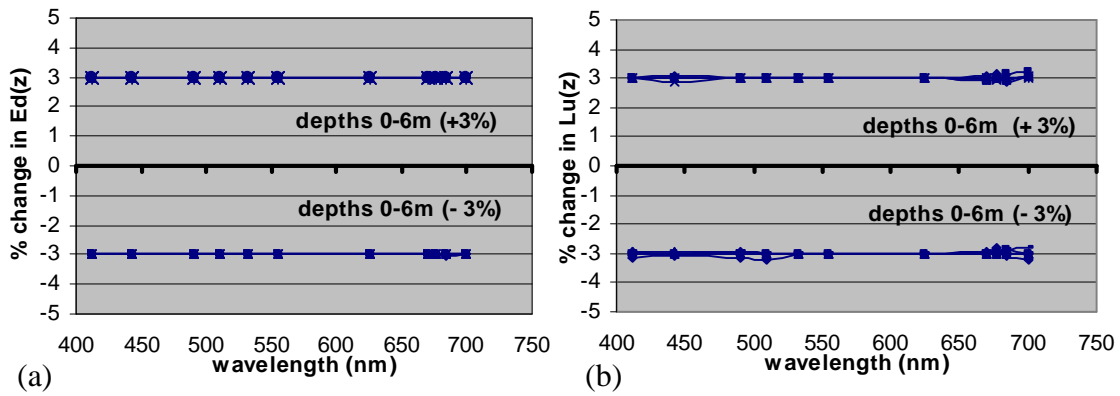 % change in Ed(z)
5
4
3
2
1
0
-1
-2
-3
-4
-5
depths 0-6m (+3%)
depths 0-6m (- 3%)
400 450 500 550 600 650 700 750
wavelength (nm)
(a)
% change in Lu(z)
5
4
3
2
1
0
-1
-2
-3
-4
-5
depths 0-6m (+ 3%)
depths 0-6m (- 3%)
400 450 500 550 600 650 700 750
wavelength (nm)
(b)